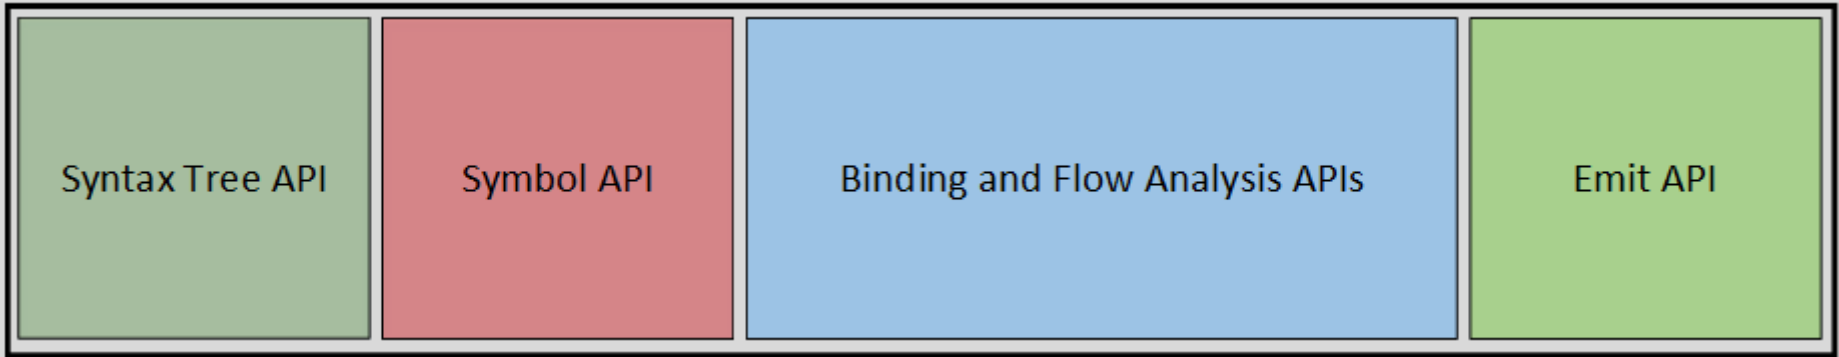 Syntax Tree API
Symbol API
Binding and Flow Analysis APIs
Emit API